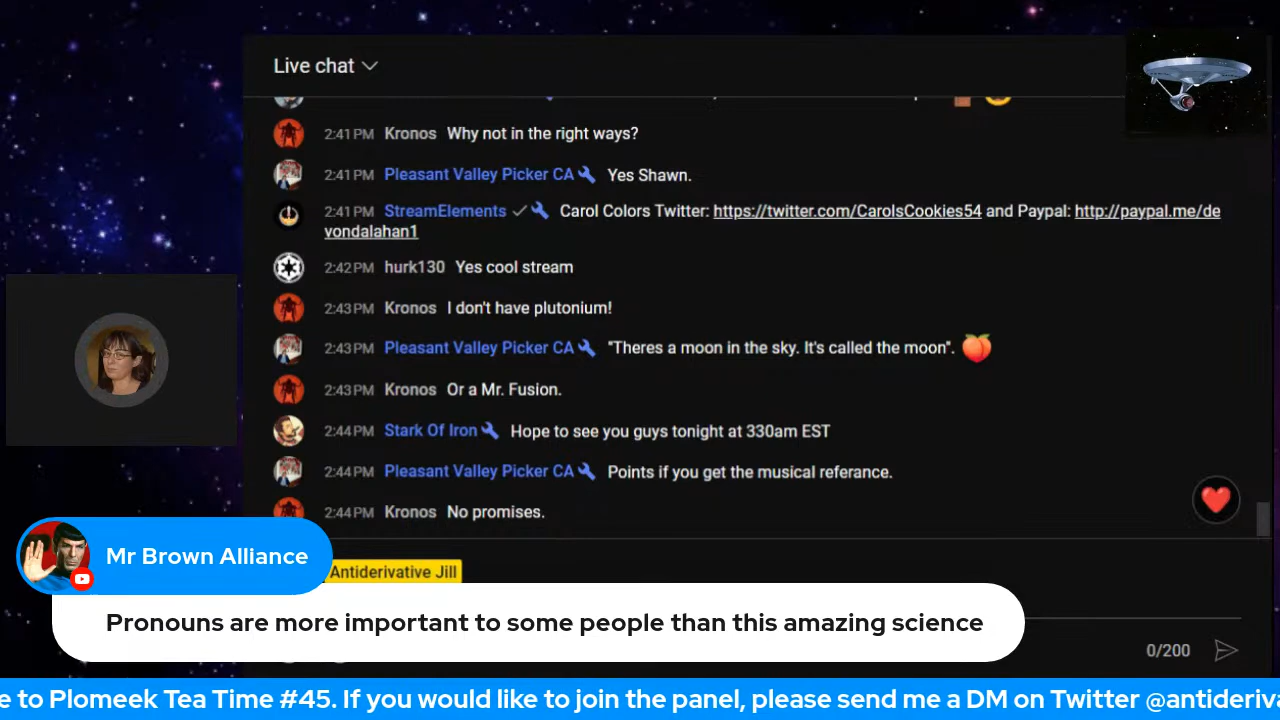 Live chat
2:41 PM Kronos Why not in the right ways?
2:41 PM Pleasant Valley Picker CA Yes Shawn.
2:41 PM StreamElements Carol Colors Twitter: https://twitter.com/CarolsCookies54 and Paypal: http://paypal.me/de
vondalahan1
2:42 PM hurk130 Yes cool stream
2:43 PM Kronos I don't have plutonium!
2:43 PM Pleasant Valley Picker CA "Theres a moon in the sky. It's called the moon".
2:43 PM Kronos Or a Mr. Fusion.
2:44 PM Stark Of Iron Hope to see you guys tonight at 330am EST
2:44 PM Pleasant Valley Picker CA Points if you get the musical referance.
2:44 PM Kronos No promises.
Mr Brown Alliance
Antiderivative Jill
Pronouns are more important to some people than this amazing science
0/200
e to Plomeek Tea Time #45. If you would like to join the panel, please send me a DM on Twitter @antideriva